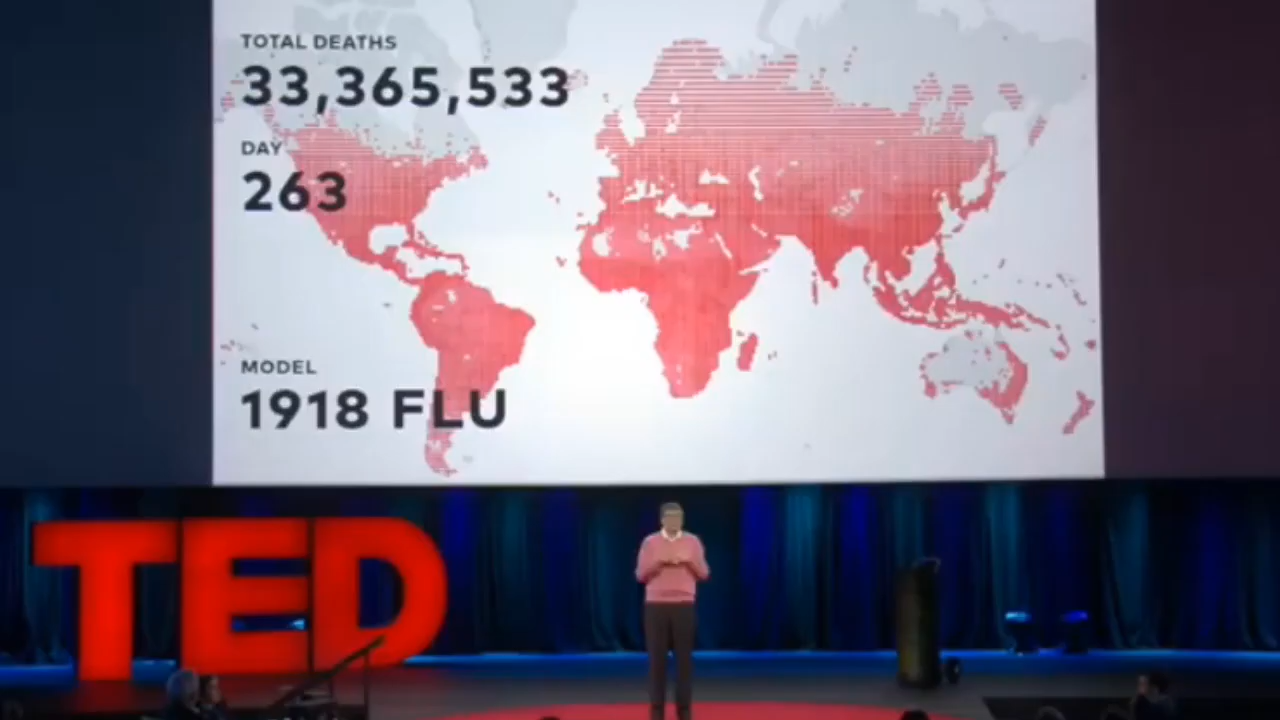 TOTAL DEATHS
33,365,533
DAY
263
MODEL
1918 FLU
TED